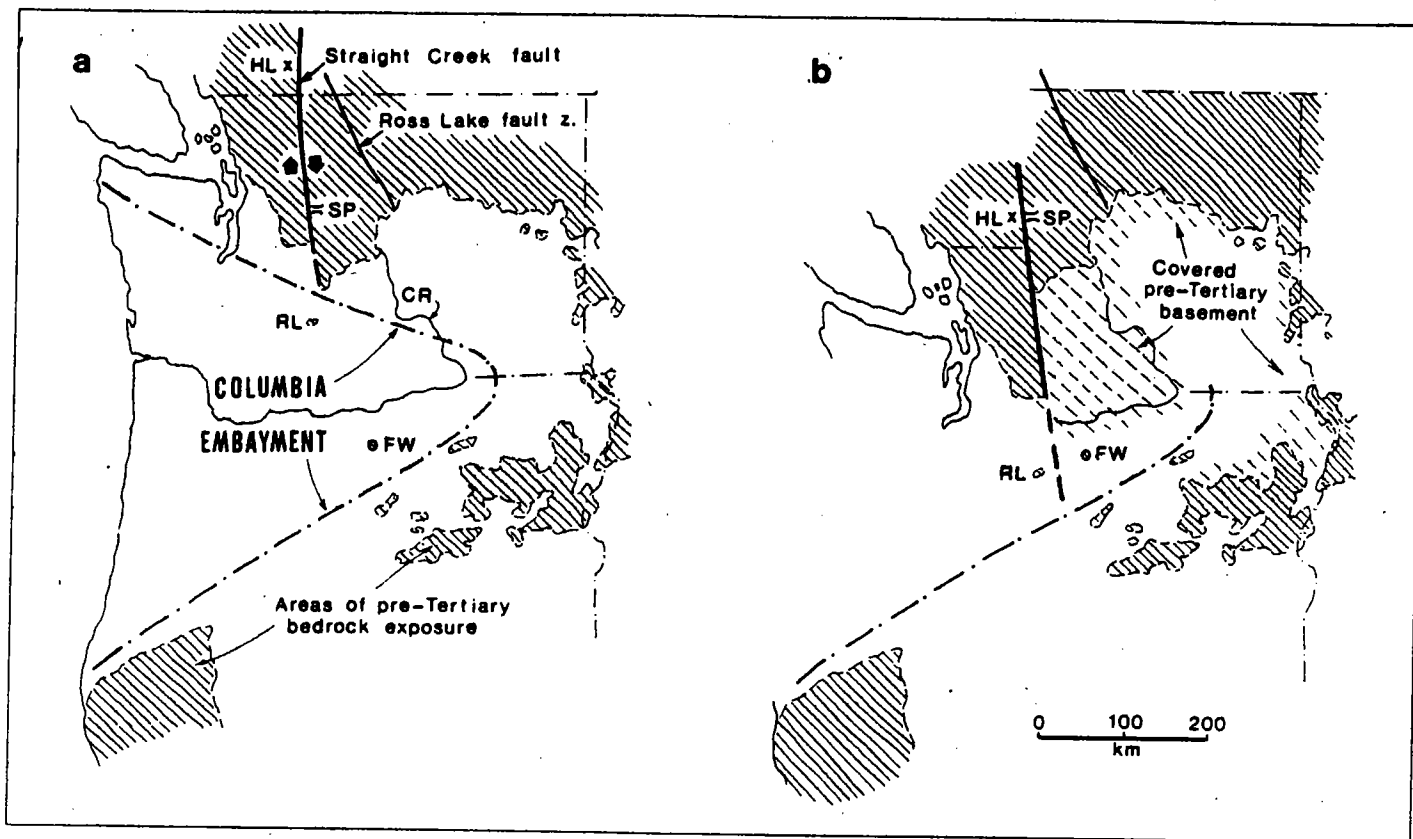 a
HL x
Straight Creek fault
Ross Lake fault z.
SP
CR
RL
COLUMBIA
EMBAYMENT
FW
Areas of pre-Tertiary
bedrock exposure
b
HL x
SP
Covered
pre-Tertiary
basement
RL
FW
0 100 200
km